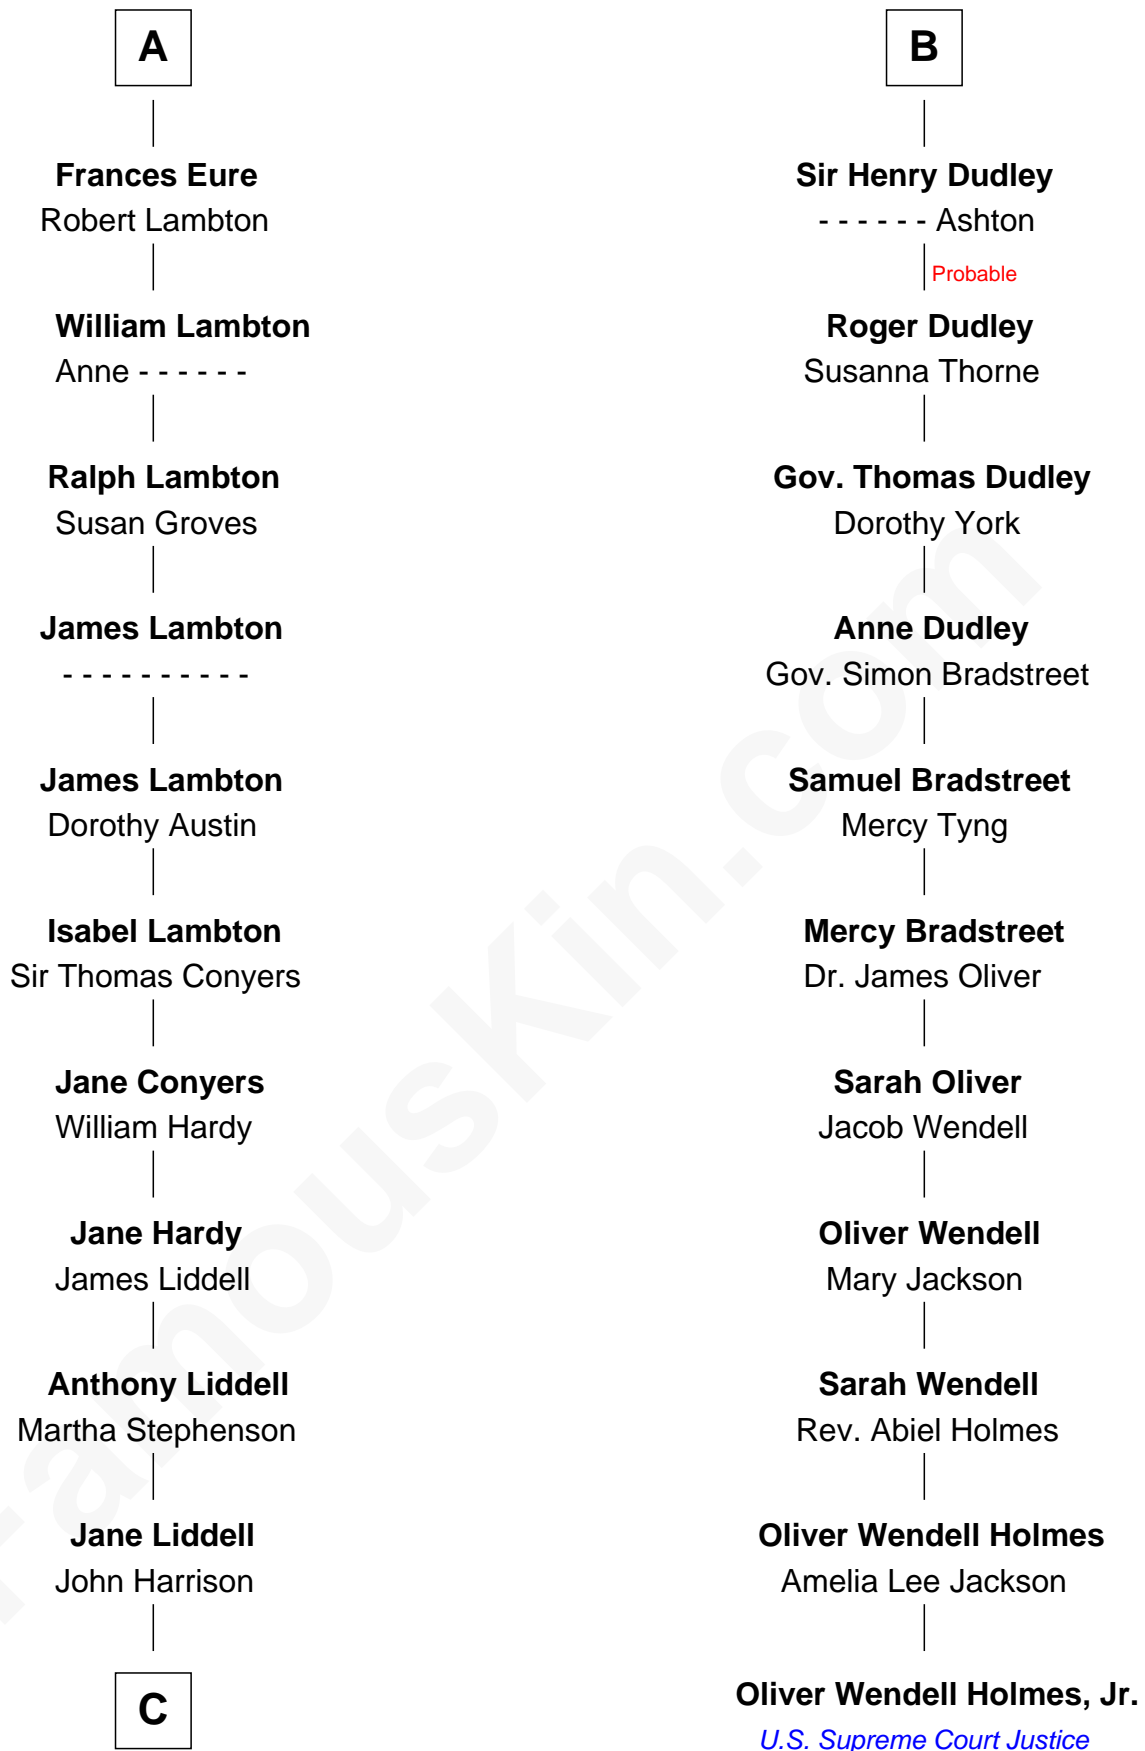 A
Frances Eure
Robert Lambton
William Lambton
Anne - - - - - -
Ralph Lambton
Susan Groves
James Lambton
- - - - - - - - - -
James Lambton
Dorothy Austin
Isabel Lambton
Sir Thomas Conyers
Jane Conyers
William Hardy
Jane Hardy
James Liddell
Anthony Liddell
Martha Stephenson
Jane Liddell
John Harrison
C
B
Sir Henry Dudley
- - - - - - Ashton
Probable
Roger Dudley
Susanna Thorne
Gov. Thomas Dudley
Dorothy York
Anne Dudley
Gov. Simon Bradstreet
Samuel Bradstreet
Mercy Tyng
Mercy Bradstreet
Dr. James Oliver
Sarah Oliver
Jacob Wendell
Oliver Wendell
Mary Jackson
Sarah Wendell
Rev. Abiel Holmes
Oliver Wendell Holmes
Amelia Lee Jackson
Oliver Wendell Holmes, Jr.
U.S. Supreme Court Justice
FamousKin.com